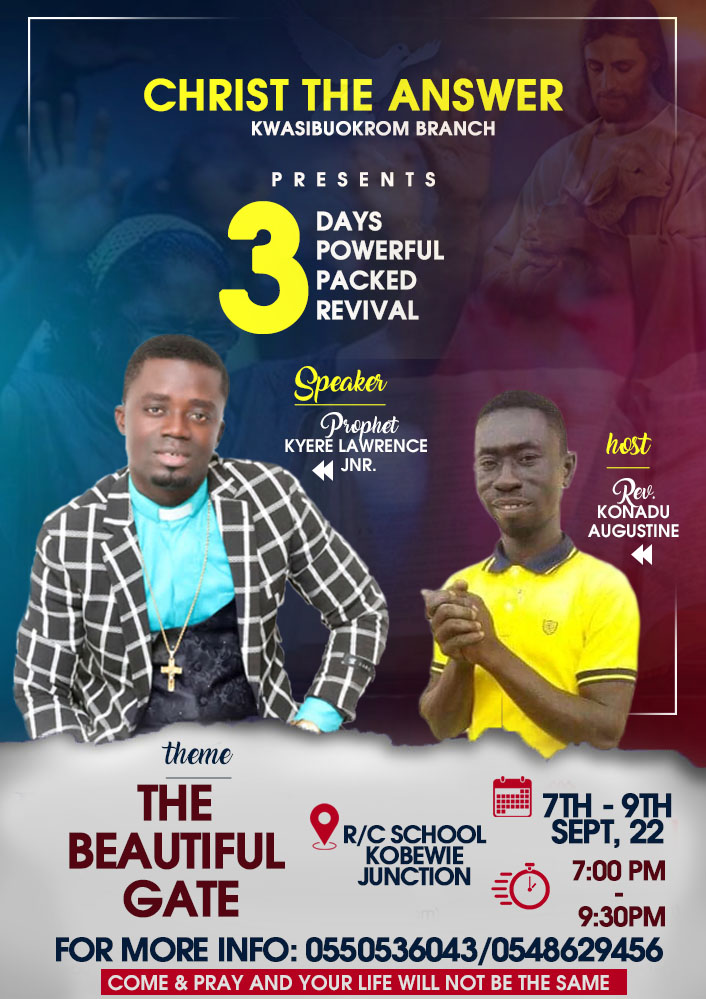 CHRIST THE ANSWER
KWASIBUOKROM BRANCH
PRESENTS
3
DAYS
POWERFUL
PACKED
REVIVAL
Speaker
Prophet
KYERE LAWRENCE
JNR.
host
Rev.
KONADU
AUGUSTINE
theme
THE
BEAUTIFUL
GATE
R/C SCHOOL
KOBEWIE
JUNCTION
7TH - 9TH
SEPT, 22
7:00 PM
-
9:30PM
FOR MORE INFO: 0550536043/0548629456
COME & PRAY AND YOUR LIFE WILL NOT BE THE SAME